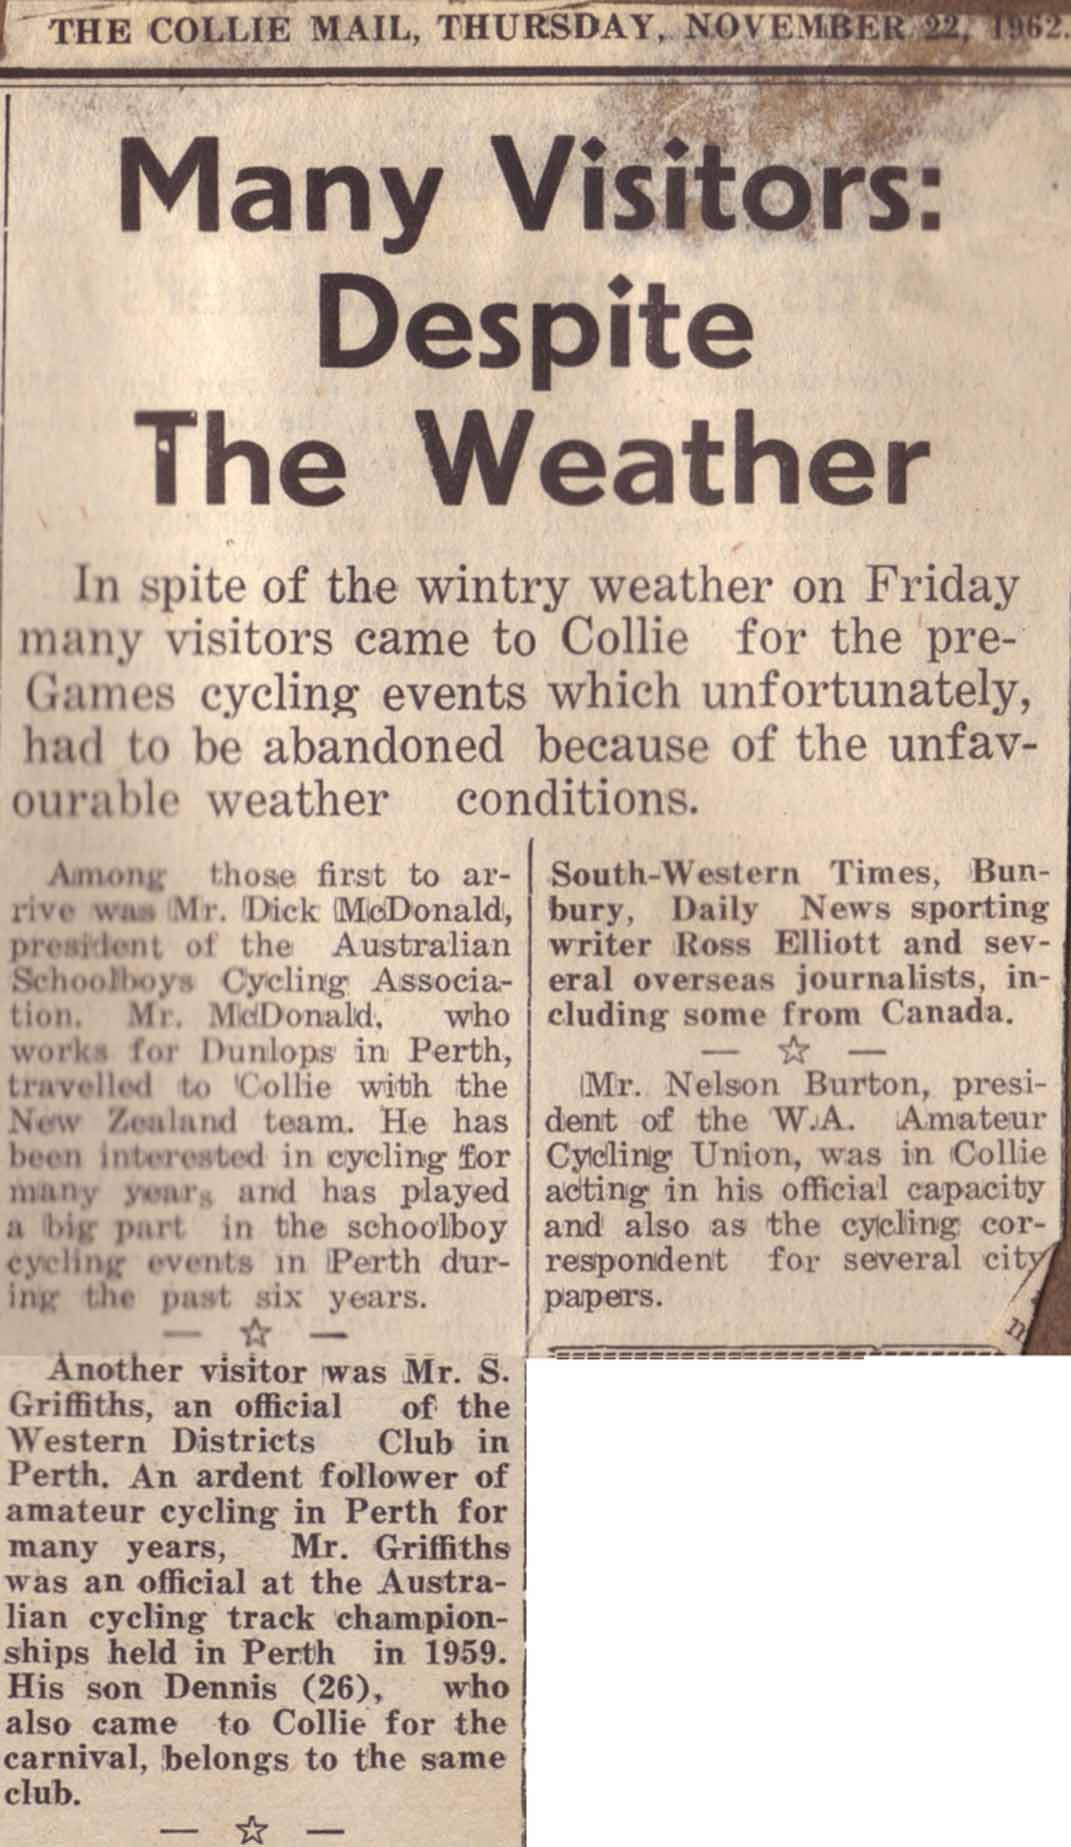 THE COLLIE MAIL, THURSDAY, NOVEMBER 22, 1962.
Many Visitors:
Despite
The Weather
In spite of the wintry weather on Friday
many visitors came to Collie for the pre-
Games cycling events which unfortunately,
had to be abandoned because of the unfav-
ourable weather conditions.
Among those first to ar-
rive was Mr. Dick McDonald,
president of the Australian
Schoolboys Cycling Associa-
tion. Mr. McDonald, who
works for Dunlops in Perth,
travelled to Collie with the
New Zealand team. He has
been interested in cycling for
many years and has played
a big part in the schoolboy
cycling events in Perth dur-
ing the past six years.
— ☆ —
Another visitor was Mr. S.
Griffiths, an official of the
Western Districts Club in
Perth. An ardent follower of
amateur cycling in Perth for
many years, Mr. Griffiths
was an official at the Austra-
lian cycling track champion-
ships held in Perth in 1959.
His son Dennis (26), who
also came to Collie for the
carnival, belongs to the same
club.
— ☆ —
South-Western Times, Bun-
bury, Daily News sporting
writer Ross Elliott and sev-
eral overseas journalists, in-
cluding some from Canada.
— ☆ —
Mr. Nelson Burton, presi-
dent of the W.A. Amateur
Cycling Union, was in Collie
acting in his official capacity
and also as the cycling cor-
respondent for several city
papers.